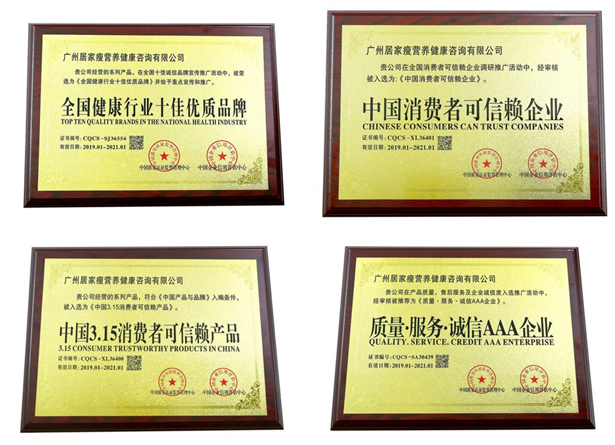 广州居家瘦营养健康咨询有限公司
贵公司经营的系列产品，在全国十佳诚信品牌宣传推广活动中，被荣
选为《全国健康行业十佳优质品牌》并给予重点宣传和推广。
全国健康行业十佳优质品牌
TOP TEN QUALITY BRANDS IN THE NATIONAL HEALTH INDUSTRY
证书编号：CQCS-SJ36554
有效日期：2019.01-2021.01
广州居家瘦营养健康咨询有限公司
贵公司在全国消费者可信赖企业调研推广活动中，经审核
被入选为：《中国消费者可信赖企业》
中国消费者可信赖企业
CHINESE CONSUMERS CAN TRUST COMPANIES
证书编号：CQCS-XL36401
有效日期：2019.01-2021.01
广州居家瘦营养健康咨询有限公司
贵公司经营的系列产品，符合《中国产品与品牌》入编条件，
被入选为《中国3.15消费者可信赖产品》。
中国3.15消费者可信赖产品
3.15 CONSUMER TRUSTWORTHY PRODUCTS IN CHINA
证书编号：CQCS-XL36400
有效日期：2019.01-2021.01
广州居家瘦营养健康咨询有限公司
贵公司在产品质量，售后服务及企业诚信度入选推广活动中，
经审核被推荐为《质量·服务·诚信AAA企业》。
质量·服务·诚信AAA企业
QUALITY. SERVICE. CREDIT AAA ENTERPRISE
证书编号：CQCS-SA38439
有效日期：2019.01-2021.01